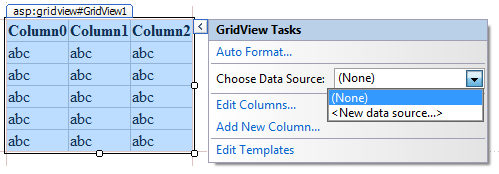 asp:gridview#GridView1
Column0 Column1 Column2
abc abc abc
abc abc abc
abc abc abc
abc abc abc
abc abc abc
GridView Tasks
Auto Format...
Choose Data Source: (None)
(None)
<New data source...>
Edit Columns...
Add New Column...
Edit Templates